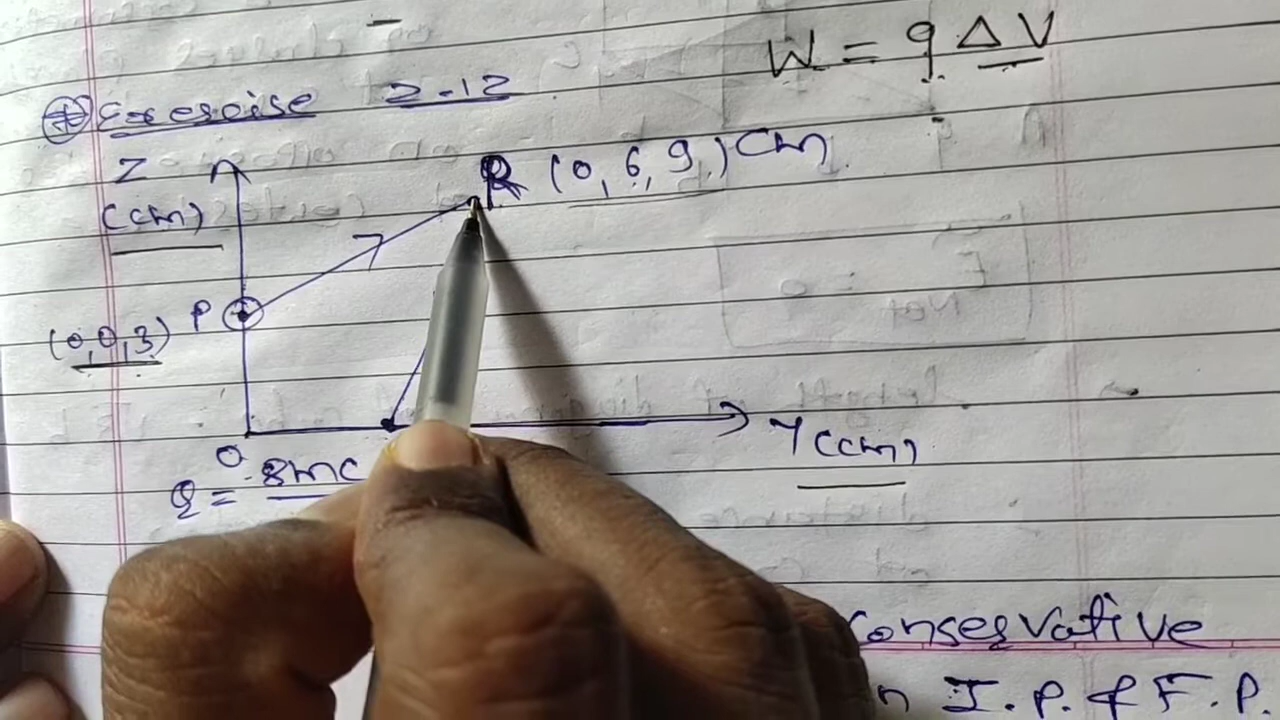 W = q ΔV
Exercise 2.12
Z
(cm)
R (0, 6, 9,) Cm
P
(0,0,3)
O
Y (cm)
Q = 8mC
conservative
n I.P. & F.P.